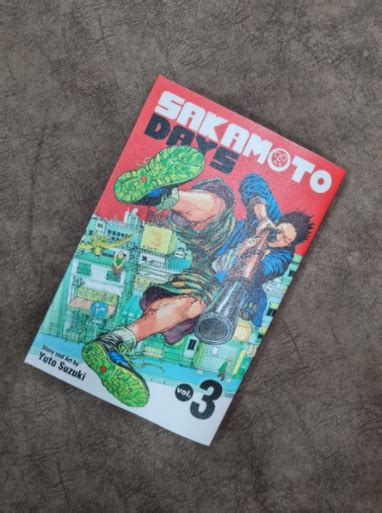 SAKAMOTO
DAYS
Story and Art by
Yuto Suzuki
vol. 3